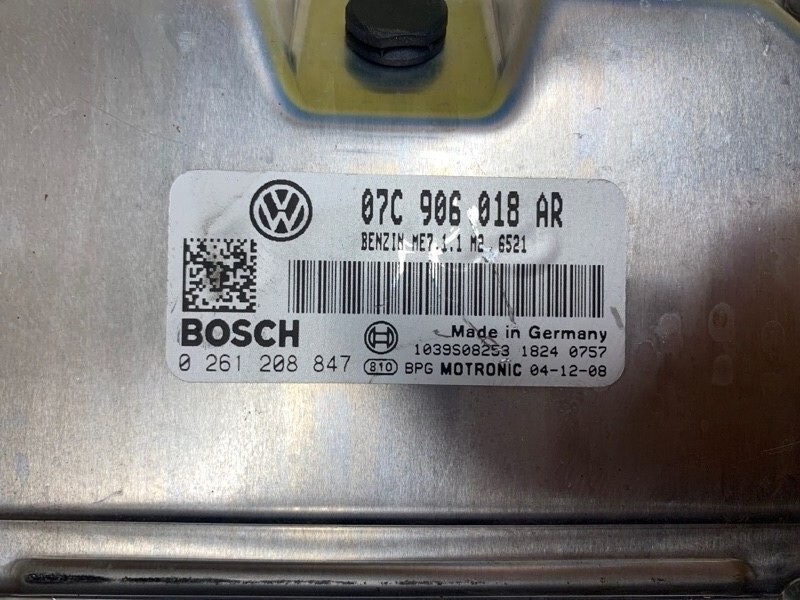 07C 906 018 AR
BENZIN ME7.1.1 M2 6521
BOSCH
Made in Germany
1039S08253 1824 0757
0 261 208 847
810 BPG MOTRONIC 04-12-08